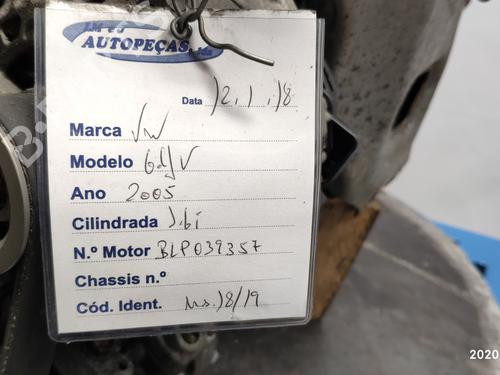 AUTOPEÇAS
Data 12.1.18
Marca VW
Modelo Golf V
Ano 2005
Cilindrada 1.6i
N.º Motor BLP039357
Chassis n.º
Cód. Ident. Ms.18/19
2020